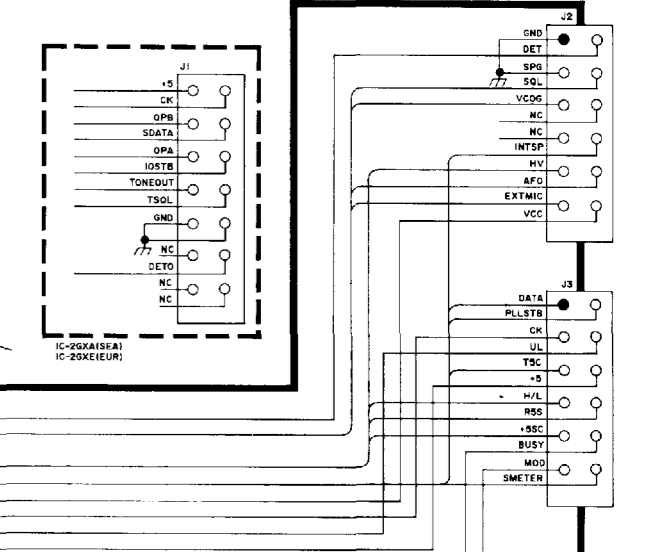 J1
+5
CK
OPB
SDATA
OPA
IOSTB
TONEOUT
TSQL
GND
NC
DETO
NC
NC
IC-2GXA(SEA)
IC-2GXE(EUR)
J2
GND
DET
SPG
SQL
VCOG
NC
NC
INTSP
HV
AFO
EXTMIC
VCC
J3
DATA
PLLSTB
CK
UL
T5C
+5
H/L
R5S
+5SC
BUSY
MOD
SMETER